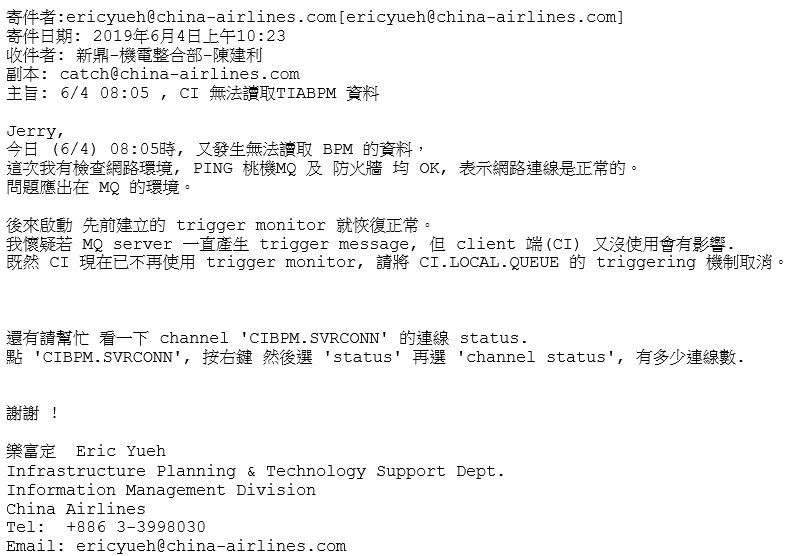 寄件者:ericyueh@china-airlines.com[ericyueh@china-airlines.com]
寄件日期: 2019年6月4日上午10:23
收件者: 新鼎-機電整合部-陳建利
副本: catch@china-airlines.com
主旨: 6/4 08:05 , CI 無法讀取TIABPM 資料
Jerry,
今日 (6/4) 08:05時, 又發生無法讀取 BPM 的資料，
這次我有檢查網路環境, PING 桃機MQ 及 防火牆 均 OK, 表示網路連線是正常的。
問題應出在 MQ 的環境。
後來啟動 先前建立的 trigger monitor 就恢復正常。
我懷疑若 MQ server 一直產生 trigger message, 但 client 端(CI) 又沒使用會有影響.
既然 CI 現在已不再使用 trigger monitor, 請將 CI.LOCAL.QUEUE 的 triggering 機制取消。
還有請幫忙 看一下 channel 'CIBPM.SVRCONN' 的連線 status.
點 'CIBPM.SVRCONN', 按右鍵 然後選 'status' 再選 'channel status', 有多少連線數.
謝謝 !
樂富定  Eric Yueh
Infrastructure Planning & Technology Support Dept.
Information Management Division
China Airlines
Tel:  +886 3-3998030
Email: ericyueh@china-airlines.com